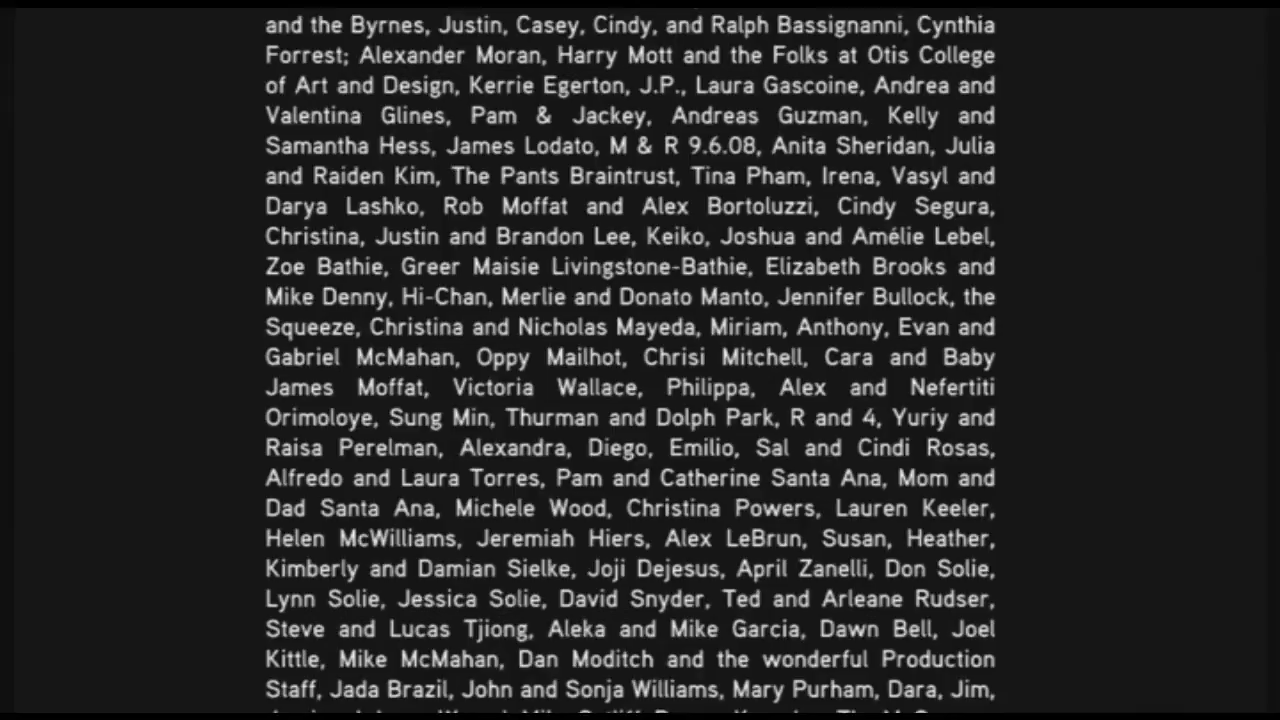 and the Byrnes, Justin, Casey, Cindy, and Ralph Bassignanni, Cynthia
Forrest; Alexander Moran, Harry Mott and the Folks at Otis College
of Art and Design, Kerrie Egerton, J.P., Laura Gascoine, Andrea and
Valentina Glines, Pam & Jackey, Andreas Guzman, Kelly and
Samantha Hess, James Lodato, M & R 9.6.08, Anita Sheridan, Julia
and Raiden Kim, The Pants Braintrust, Tina Pham, Irena, Vasyl and
Darya Lashko, Rob Moffat and Alex Bortoluzzi, Cindy Segura,
Christina, Justin and Brandon Lee, Keiko, Joshua and Amélie Lebel,
Zoe Bathie, Greer Maisie Livingstone-Bathie, Elizabeth Brooks and
Mike Denny, Hi-Chan, Merlie and Donato Manto, Jennifer Bullock, the
Squeeze, Christina and Nicholas Mayeda, Miriam, Anthony, Evan and
Gabriel McMahan, Oppy Mailhot, Chrisi Mitchell, Cara and Baby
James Moffat, Victoria Wallace, Philippa, Alex and Nefertiti
Orimoloye, Sung Min, Thurman and Dolph Park, R and 4, Yuriy and
Raisa Perelman, Alexandra, Diego, Emilio, Sal and Cindi Rosas,
Alfredo and Laura Torres, Pam and Catherine Santa Ana, Mom and
Dad Santa Ana, Michele Wood, Christina Powers, Lauren Keeler,
Helen McWilliams, Jeremiah Hiers, Alex LeBrun, Susan, Heather,
Kimberly and Damian Sielke, Joji Dejesus, April Zanelli, Don Solie,
Lynn Solie, Jessica Solie, David Snyder, Ted and Arleane Rudser,
Steve and Lucas Tjiong, Aleka and Mike Garcia, Dawn Bell, Joel
Kittle, Mike McMahan, Dan Moditch and the wonderful Production
Staff, Jada Brazil, John and Sonja Williams, Mary Purham, Dara, Jim,